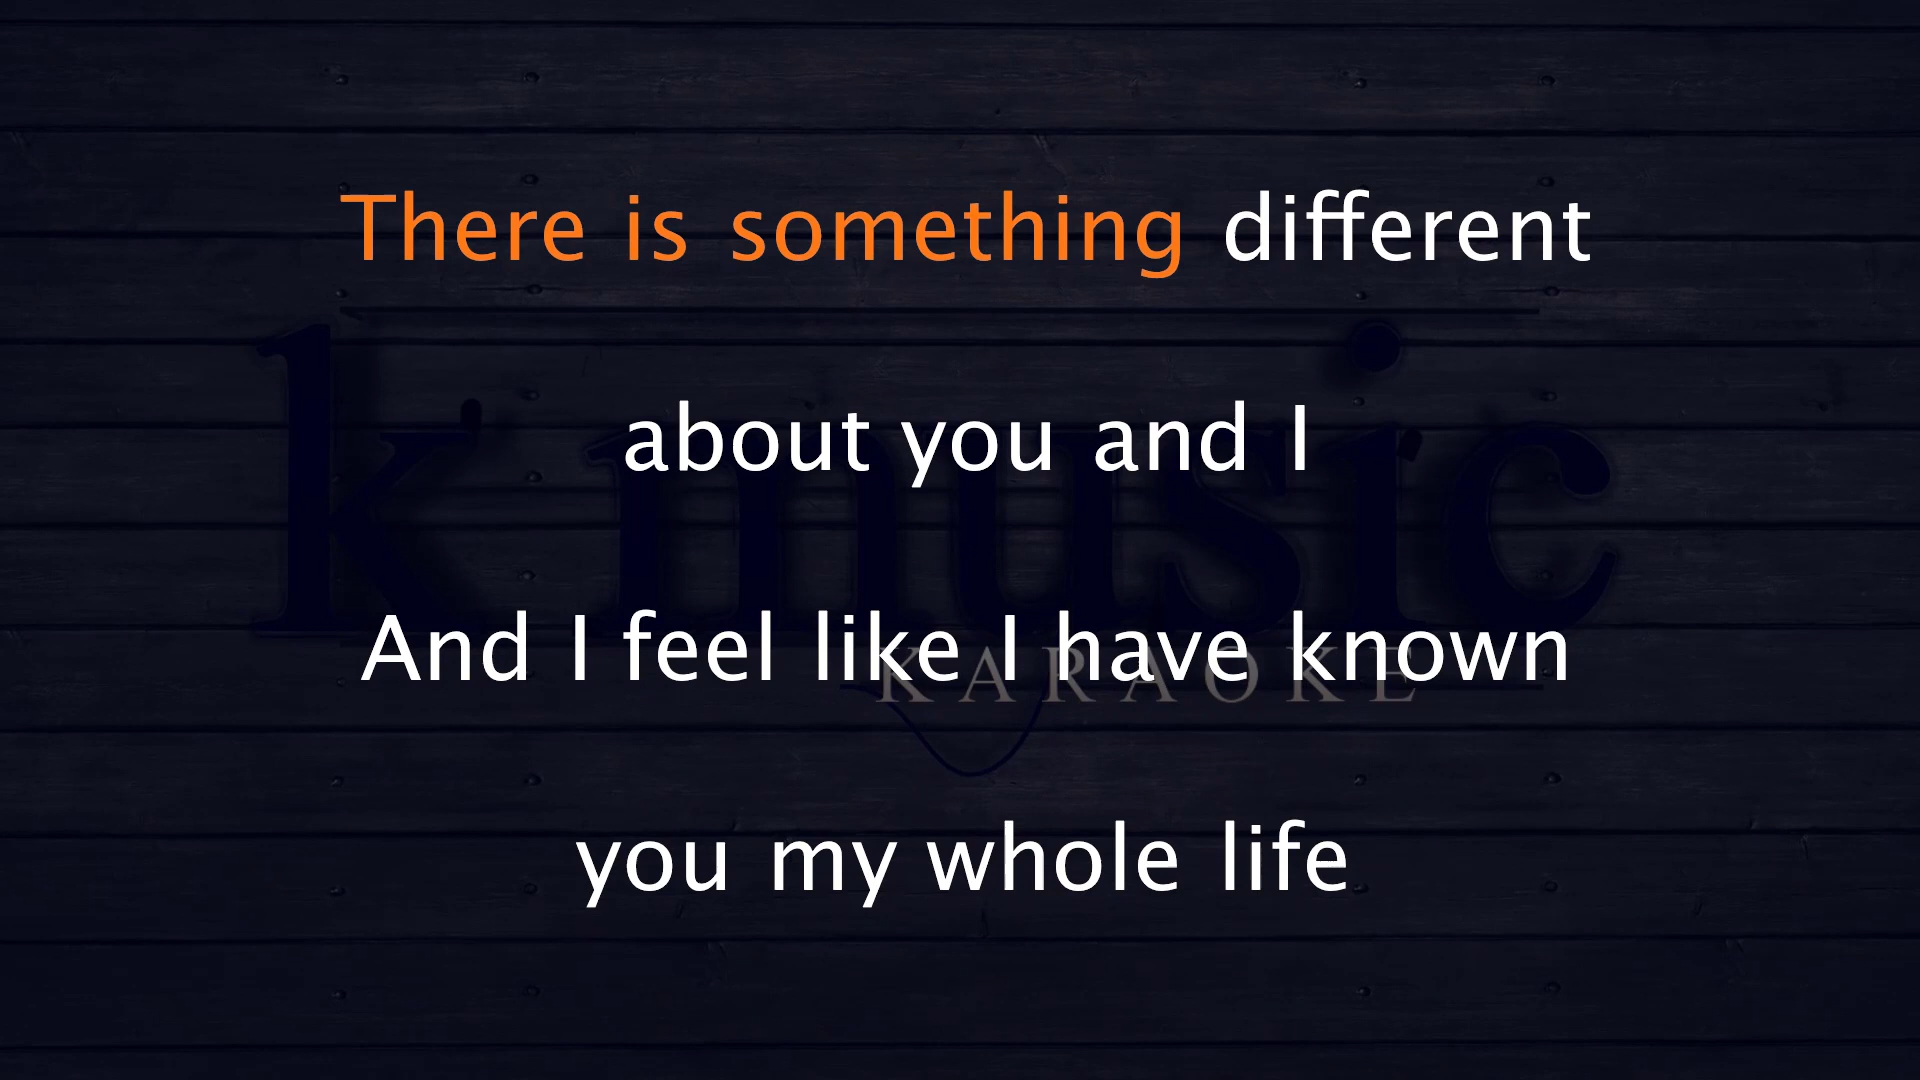 There is something different
about you and I
k music
And I feel like I have known
KARAOKE
you my whole life